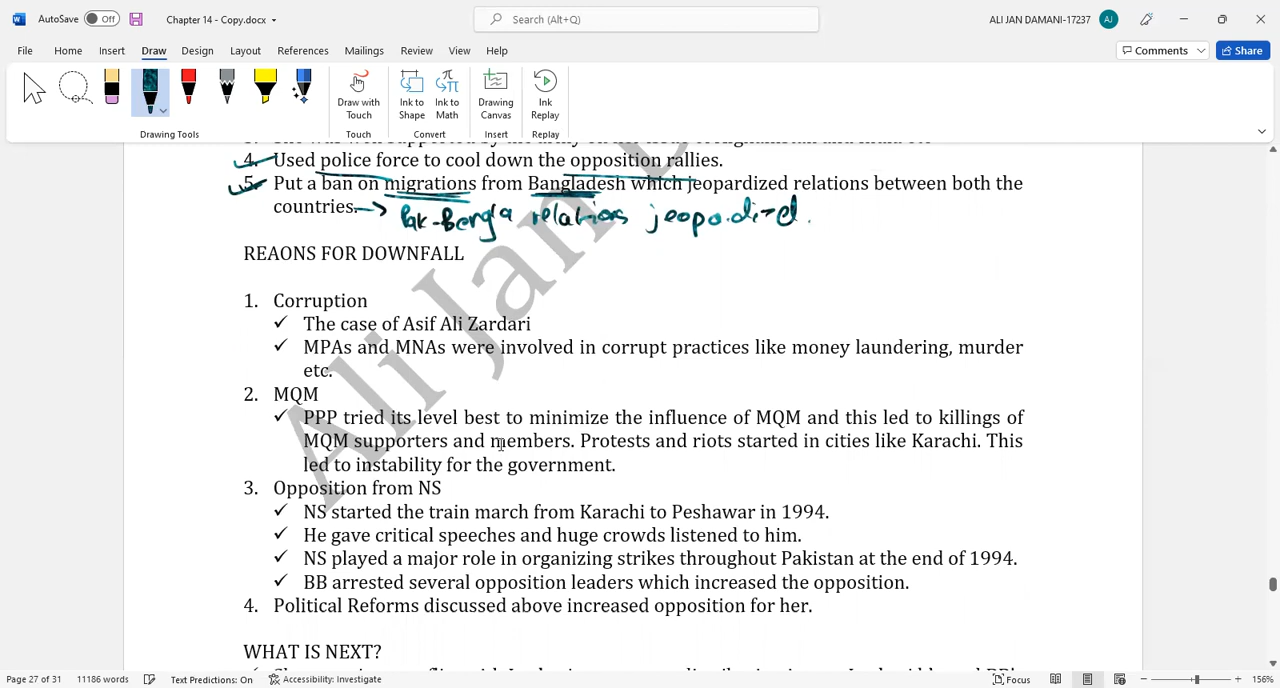 AutoSave Off Chapter 14 - Copy.docx Search (Alt+Q) ALI JAN DAMANI-17237 AJ
File Home Insert Draw Design Layout References Mailings Review View Help Comments Share
Draw with Touch Ink to Shape Ink to Math Drawing Canvas Ink Replay
Drawing Tools Touch Convert Insert Replay
4. Used police force to cool down the opposition rallies.
5. Put a ban on migrations from Bangladesh which jeopardized relations between both the
countries. Pak-Bengla relations jeopardized.
REAONS FOR DOWNFALL
1. Corruption
✓ The case of Asif Ali Zardari
✓ MPAs and MNAs were involved in corrupt practices like money laundering, murder
etc.
2. MQM
✓ PPP tried its level best to minimize the influence of MQM and this led to killings of
MQM supporters and members. Protests and riots started in cities like Karachi. This
led to instability for the government.
3. Opposition from NS
✓ NS started the train march from Karachi to Peshawar in 1994.
✓ He gave critical speeches and huge crowds listened to him.
✓ NS played a major role in organizing strikes throughout Pakistan at the end of 1994.
✓ BB arrested several opposition leaders which increased the opposition.
4. Political Reforms discussed above increased opposition for her.
WHAT IS NEXT?
Ali Jan
Page 27 of 31 11186 words Text Predictions: On Accessibility: Investigate Focus 156%